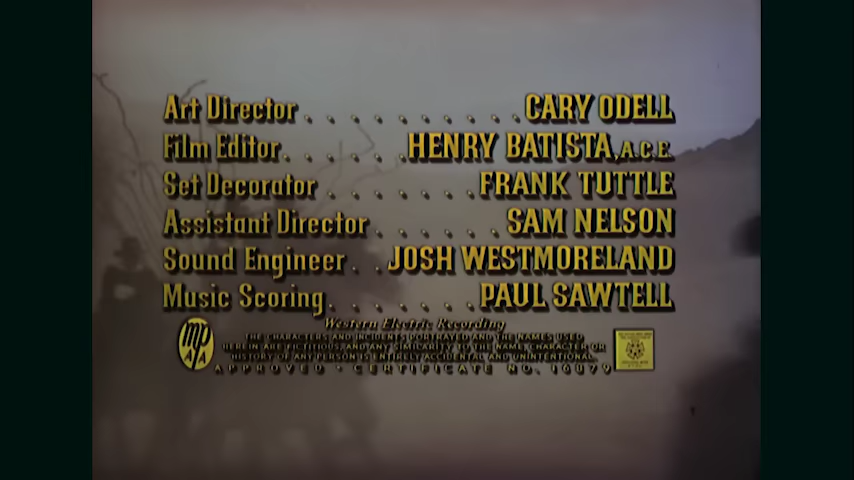 Art Director . . . . . . . . . . CARY ODELL
Film Editor . . . . . . HENRY BATISTA, A.C.E.
Set Decorator . . . . . . . FRANK TUTTLE
Assistant Director . . . . . . SAM NELSON
Sound Engineer . . JOSH WESTMORELAND
Music Scoring . . . . . . . PAUL SAWTELL
Western Electric Recording
THE CHARACTERS AND INCIDENTS PORTRAYED AND THE NAMES USED
HEREIN ARE FICTITIOUS AND ANY SIMILARITY TO THE NAME CHARACTER OR
HISTORY OF ANY PERSON IS ENTIRELY ACCIDENTAL AND UNINTENTIONAL.
APPROVED • CERTIFICATE NO. 16879
MPAA